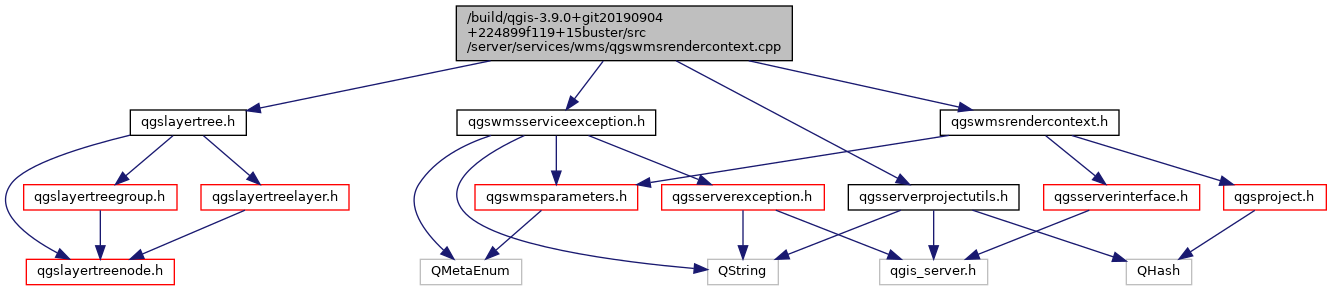 /build/qgis-3.9.0+git20190904
+224899f119+15buster/src
/server/services/wms/qgswmsrendercontext.cpp
qgslayertree.h
qgswmsserviceexception.h
qgswmsrendercontext.h
qgslayertreegroup.h
qgslayertreelayer.h
qgswmsparameters.h
qgsserverexception.h
qgsserverprojectutils.h
qgsserverinterface.h
qgsproject.h
qgslayertreenode.h
QMetaEnum
QString
qgis_server.h
QHash